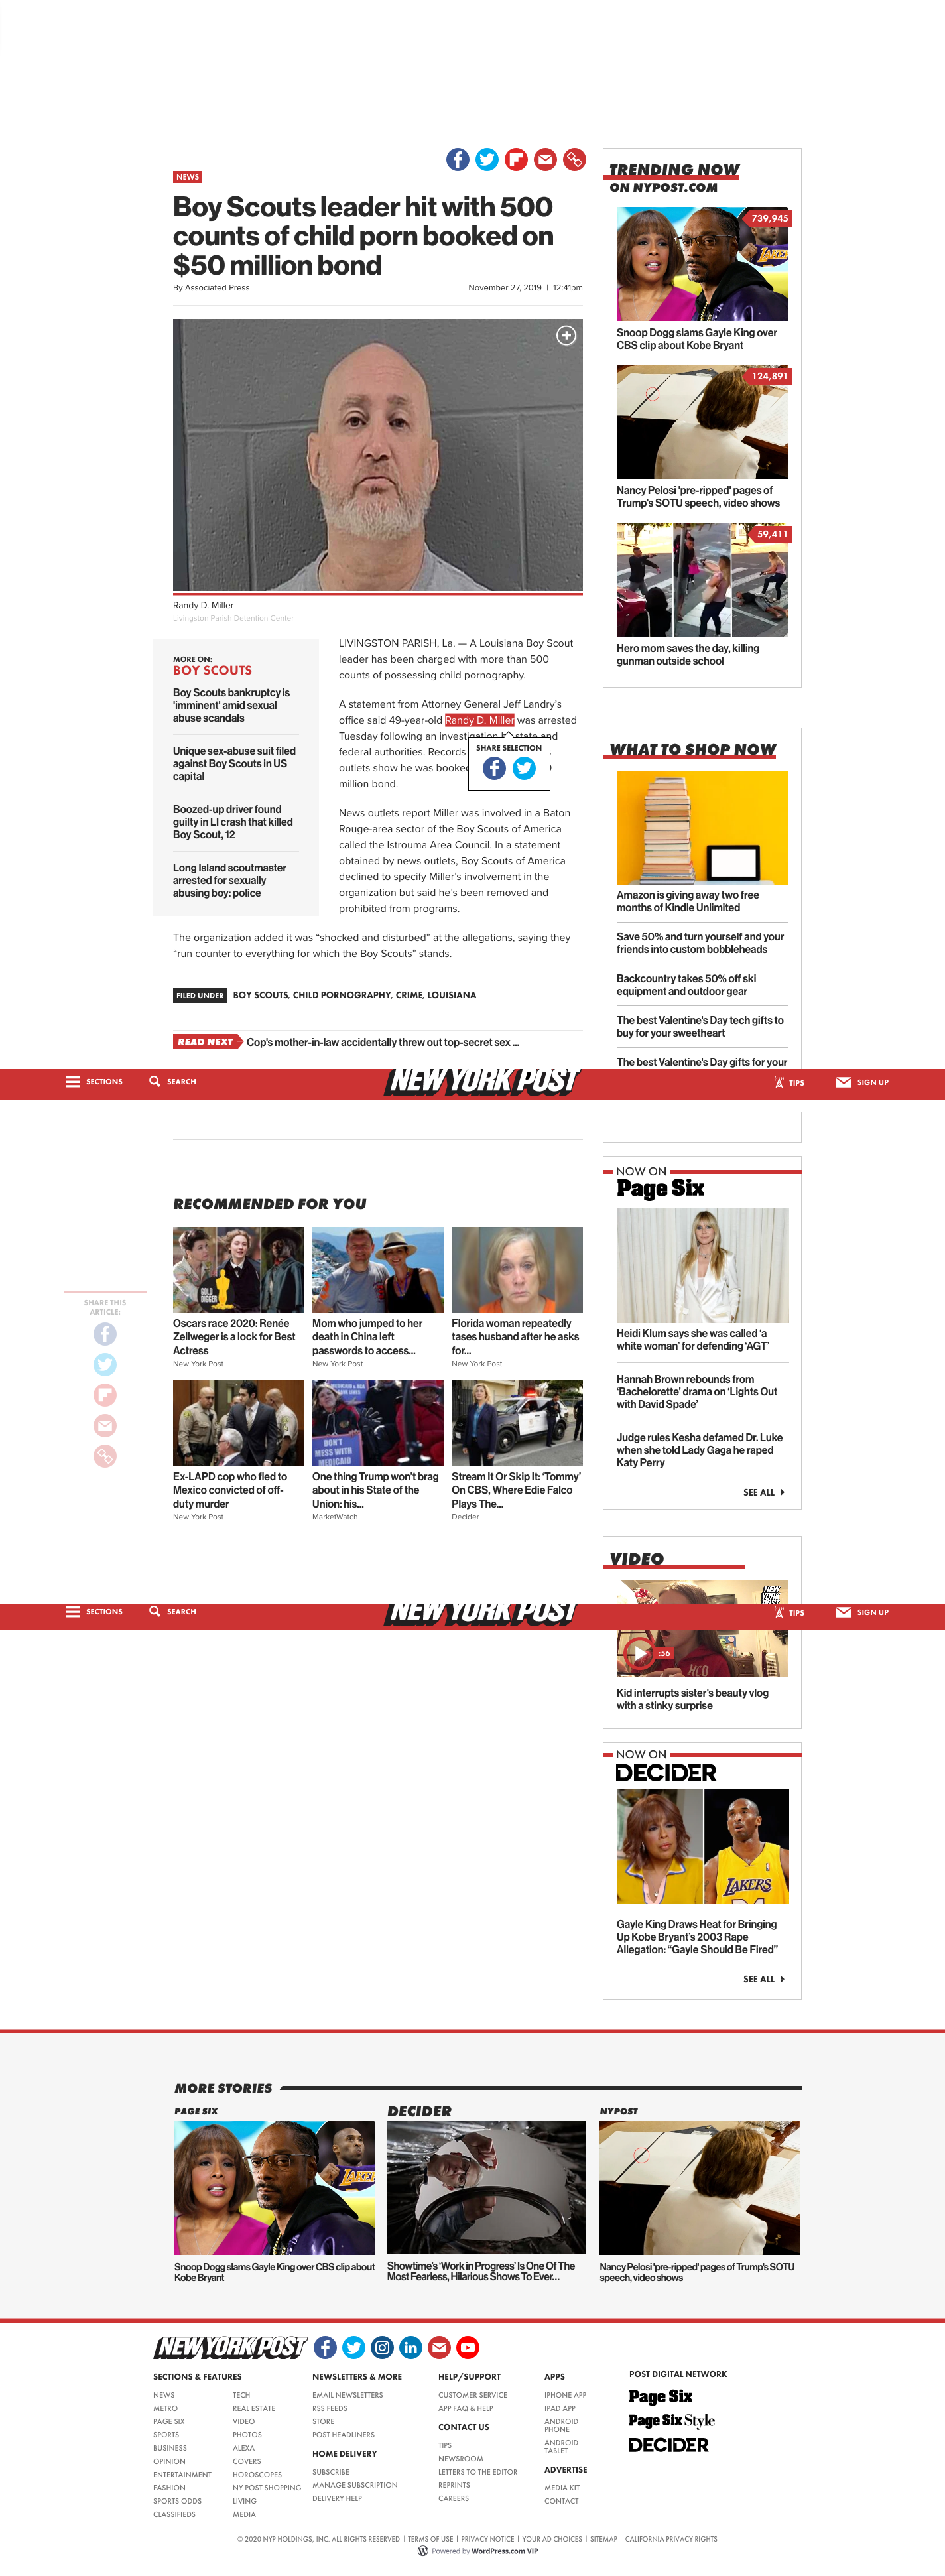 NEWS
Boy Scouts leader hit with 500
counts of child porn booked on
$50 million bond
By Associated Press
November 27, 2019 | 12:41pm
Randy D. Miller
Livingston Parish Detention Center
MORE ON:
BOY SCOUTS
Boy Scouts bankruptcy is
'imminent' amid sexual
abuse scandals
Unique sex-abuse suit filed
against Boy Scouts in US
capital
Boozed-up driver found
guilty in LI crash that killed
Boy Scout, 12
Long Island scoutmaster
arrested for sexually
abusing boy: police
LIVINGSTON PARISH, La. — A Louisiana Boy Scout
leader has been charged with more than 500
counts of possessing child pornography.
A statement from Attorney General Jeff Landry’s
office said 49-year-old Randy D. Miller was arrested
Tuesday following an investigation by state and
federal authorities. Records
outlets show he was booked
million bond.
SHARE SELECTION
News outlets report Miller was involved in a Baton
Rouge-area sector of the Boy Scouts of America
called the Istrouma Area Council. In a statement
obtained by news outlets, Boy Scouts of America
declined to specify Miller’s involvement in the
organization but said he’s been removed and
prohibited from programs.
The organization added it was “shocked and disturbed” at the allegations, saying they
“run counter to everything for which the Boy Scouts” stands.
FILED UNDER BOY SCOUTS, CHILD PORNOGRAPHY, CRIME, LOUISIANA
READ NEXT Cop's mother-in-law accidentally threw out top-secret sex ...
TRENDING NOW
ON NYPOST.COM
739,945
Snoop Dogg slams Gayle King over
CBS clip about Kobe Bryant
124,891
Nancy Pelosi 'pre-ripped' pages of
Trump's SOTU speech, video shows
59,411
Hero mom saves the day, killing
gunman outside school
WHAT TO SHOP NOW
Amazon is giving away two free
months of Kindle Unlimited
Save 50% and turn yourself and your
friends into custom bobbleheads
Backcountry takes 50% off ski
equipment and outdoor gear
The best Valentine's Day tech gifts to
buy for your sweetheart
The best Valentine's Day gifts for your
SECTIONS
SEARCH
NEW YORK POST
TIPS
SIGN UP
RECOMMENDED FOR YOU
GOLD DIGGER
Oscars race 2020: Renée
Zellweger is a lock for Best
Actress
New York Post
Mom who jumped to her
death in China left
passwords to access...
New York Post
Florida woman repeatedly
tases husband after he asks
for...
New York Post
SHARE THIS
ARTICLE:
Ex-LAPD cop who fled to
Mexico convicted of off-
duty murder
New York Post
DON'T
MESS WITH
MEDICAID
One thing Trump won’t brag
about in his State of the
Union: his...
MarketWatch
Stream It Or Skip It: ‘Tommy’
On CBS, Where Edie Falco
Plays The...
Decider
NOW ON
Page Six
Heidi Klum says she was called ‘a
white woman’ for defending ‘AGT’
Hannah Brown rebounds from
‘Bachelorette’ drama on ‘Lights Out
with David Spade’
Judge rules Kesha defamed Dr. Luke
when she told Lady Gaga he raped
Katy Perry
SEE ALL
VIDEO
NEW YORK POST
SECTIONS
SEARCH
NEW YORK POST
TIPS
SIGN UP
:56
Kid interrupts sister's beauty vlog
with a stinky surprise
NOW ON
DECIDER
LAKERS
Gayle King Draws Heat for Bringing
Up Kobe Bryant’s 2003 Rape
Allegation: “Gayle Should Be Fired”
SEE ALL
MORE STORIES
PAGE SIX
Snoop Dogg slams Gayle King over CBS clip about
Kobe Bryant
DECIDER
Showtime’s ‘Work in Progress’ Is One Of The
Most Fearless, Hilarious Shows To Ever…
NYPOST
Nancy Pelosi 'pre-ripped' pages of Trump's SOTU
speech, video shows
NEW YORK POST
SECTIONS & FEATURES
NEWS
METRO
PAGE SIX
SPORTS
BUSINESS
OPINION
ENTERTAINMENT
FASHION
SPORTS ODDS
CLASSIFIEDS
TECH
REAL ESTATE
VIDEO
PHOTOS
ALEXA
COVERS
HOROSCOPES
NY POST SHOPPING
LIVING
MEDIA
NEWSLETTERS & MORE
EMAIL NEWSLETTERS
RSS FEEDS
STORE
POST HEADLINERS
HOME DELIVERY
SUBSCRIBE
MANAGE SUBSCRIPTION
DELIVERY HELP
HELP/SUPPORT
CUSTOMER SERVICE
APP FAQ & HELP
CONTACT US
TIPS
NEWSROOM
LETTERS TO THE EDITOR
REPRINTS
CAREERS
APPS
IPHONE APP
IPAD APP
ANDROID
PHONE
ANDROID
TABLET
ADVERTISE
MEDIA KIT
CONTACT
POST DIGITAL NETWORK
Page Six
Page Six Style
DECIDER
© 2020 NYP HOLDINGS, INC. ALL RIGHTS RESERVED | TERMS OF USE | PRIVACY NOTICE | YOUR AD CHOICES | SITEMAP | CALIFORNIA PRIVACY RIGHTS
Powered by WordPress.com VIP